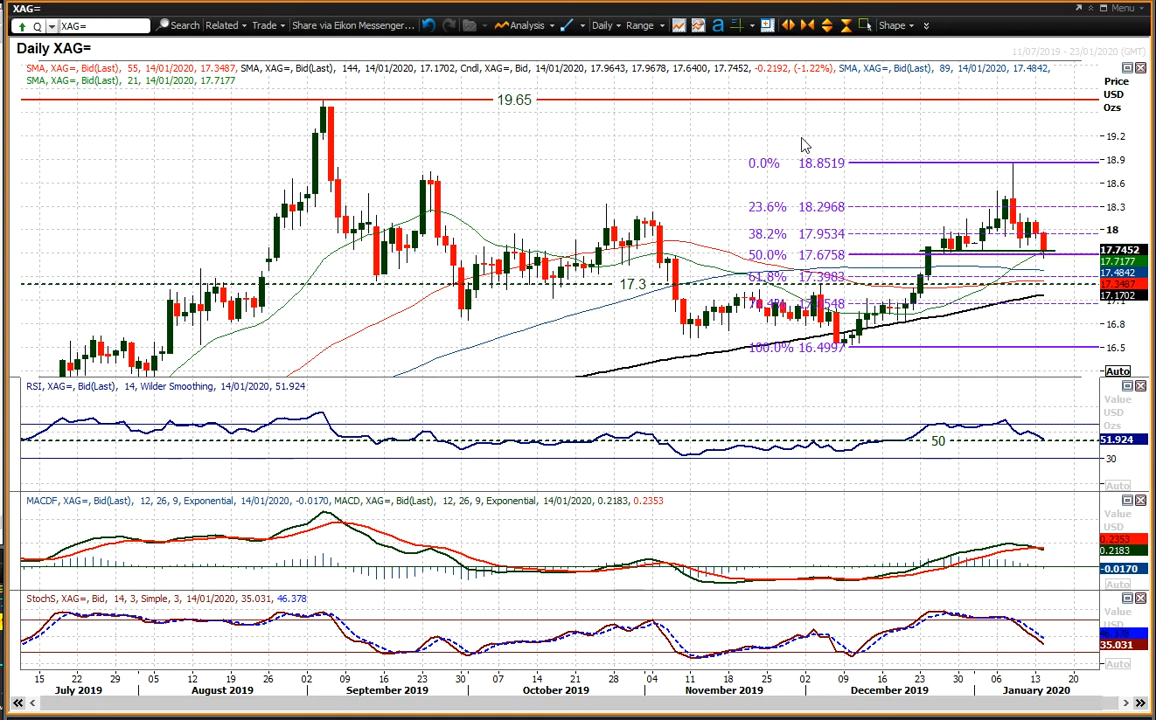 XAG=
Menu
Q XAG= Search Related Trade Share via Eikon Messenger... Analysis Daily Range a Shape
Daily XAG=
11/07/2019 - 23/01/2020 (GMT)
SMA, XAG=, Bid(Last), 55, 14/01/2020, 17.3487, SMA, XAG=, Bid(Last), 144, 14/01/2020, 17.1702, Cndl, XAG=, Bid, 14/01/2020, 17.9643, 17.9678, 17.6400, 17.7452, -0.2192, (-1.22%), SMA, XAG=, Bid(Last), 89, 14/01/2020, 17.4842,
SMA, XAG=, Bid(Last), 21, 14/01/2020, 17.7177
Price
USD
Ozs
19.65
19.2
0.0% 18.8519
18.9
18.6
23.6% 18.2968
18.3
38.2% 17.9534
18
50.0% 17.6758
17.7452
17.7177
17.4842
61.8% 17.3983
17.3
17.3487
17.1702
17.1
16.8
100.0% 16.4997
16.5
Auto
RSI, XAG=, Bid(Last), 14, Wilder Smoothing, 14/01/2020, 51.924
Value
USD
Ozs
50
51.924
30
Auto
MACDF, XAG=, Bid(Last), 12, 26, 9, Exponential, 14/01/2020, -0.0170, MACD, XAG=, Bid(Last), 12, 26, 9, Exponential, 14/01/2020, 0.2183, 0.2353
Value
USD
0.2353
0.2183
-0.0170
Auto
StochS, XAG=, Bid, 14, 3, Simple, 3, 14/01/2020, 35.031, 46.378
Value
USD
46.378
35.031
Auto
15 22 29 05 12 19 26 02 09 16 23 30 07 14 21 28 04 11 18 25 02 09 16 23 30 06 13 20
July 2019 August 2019 September 2019 October 2019 November 2019 December 2019 January 2020